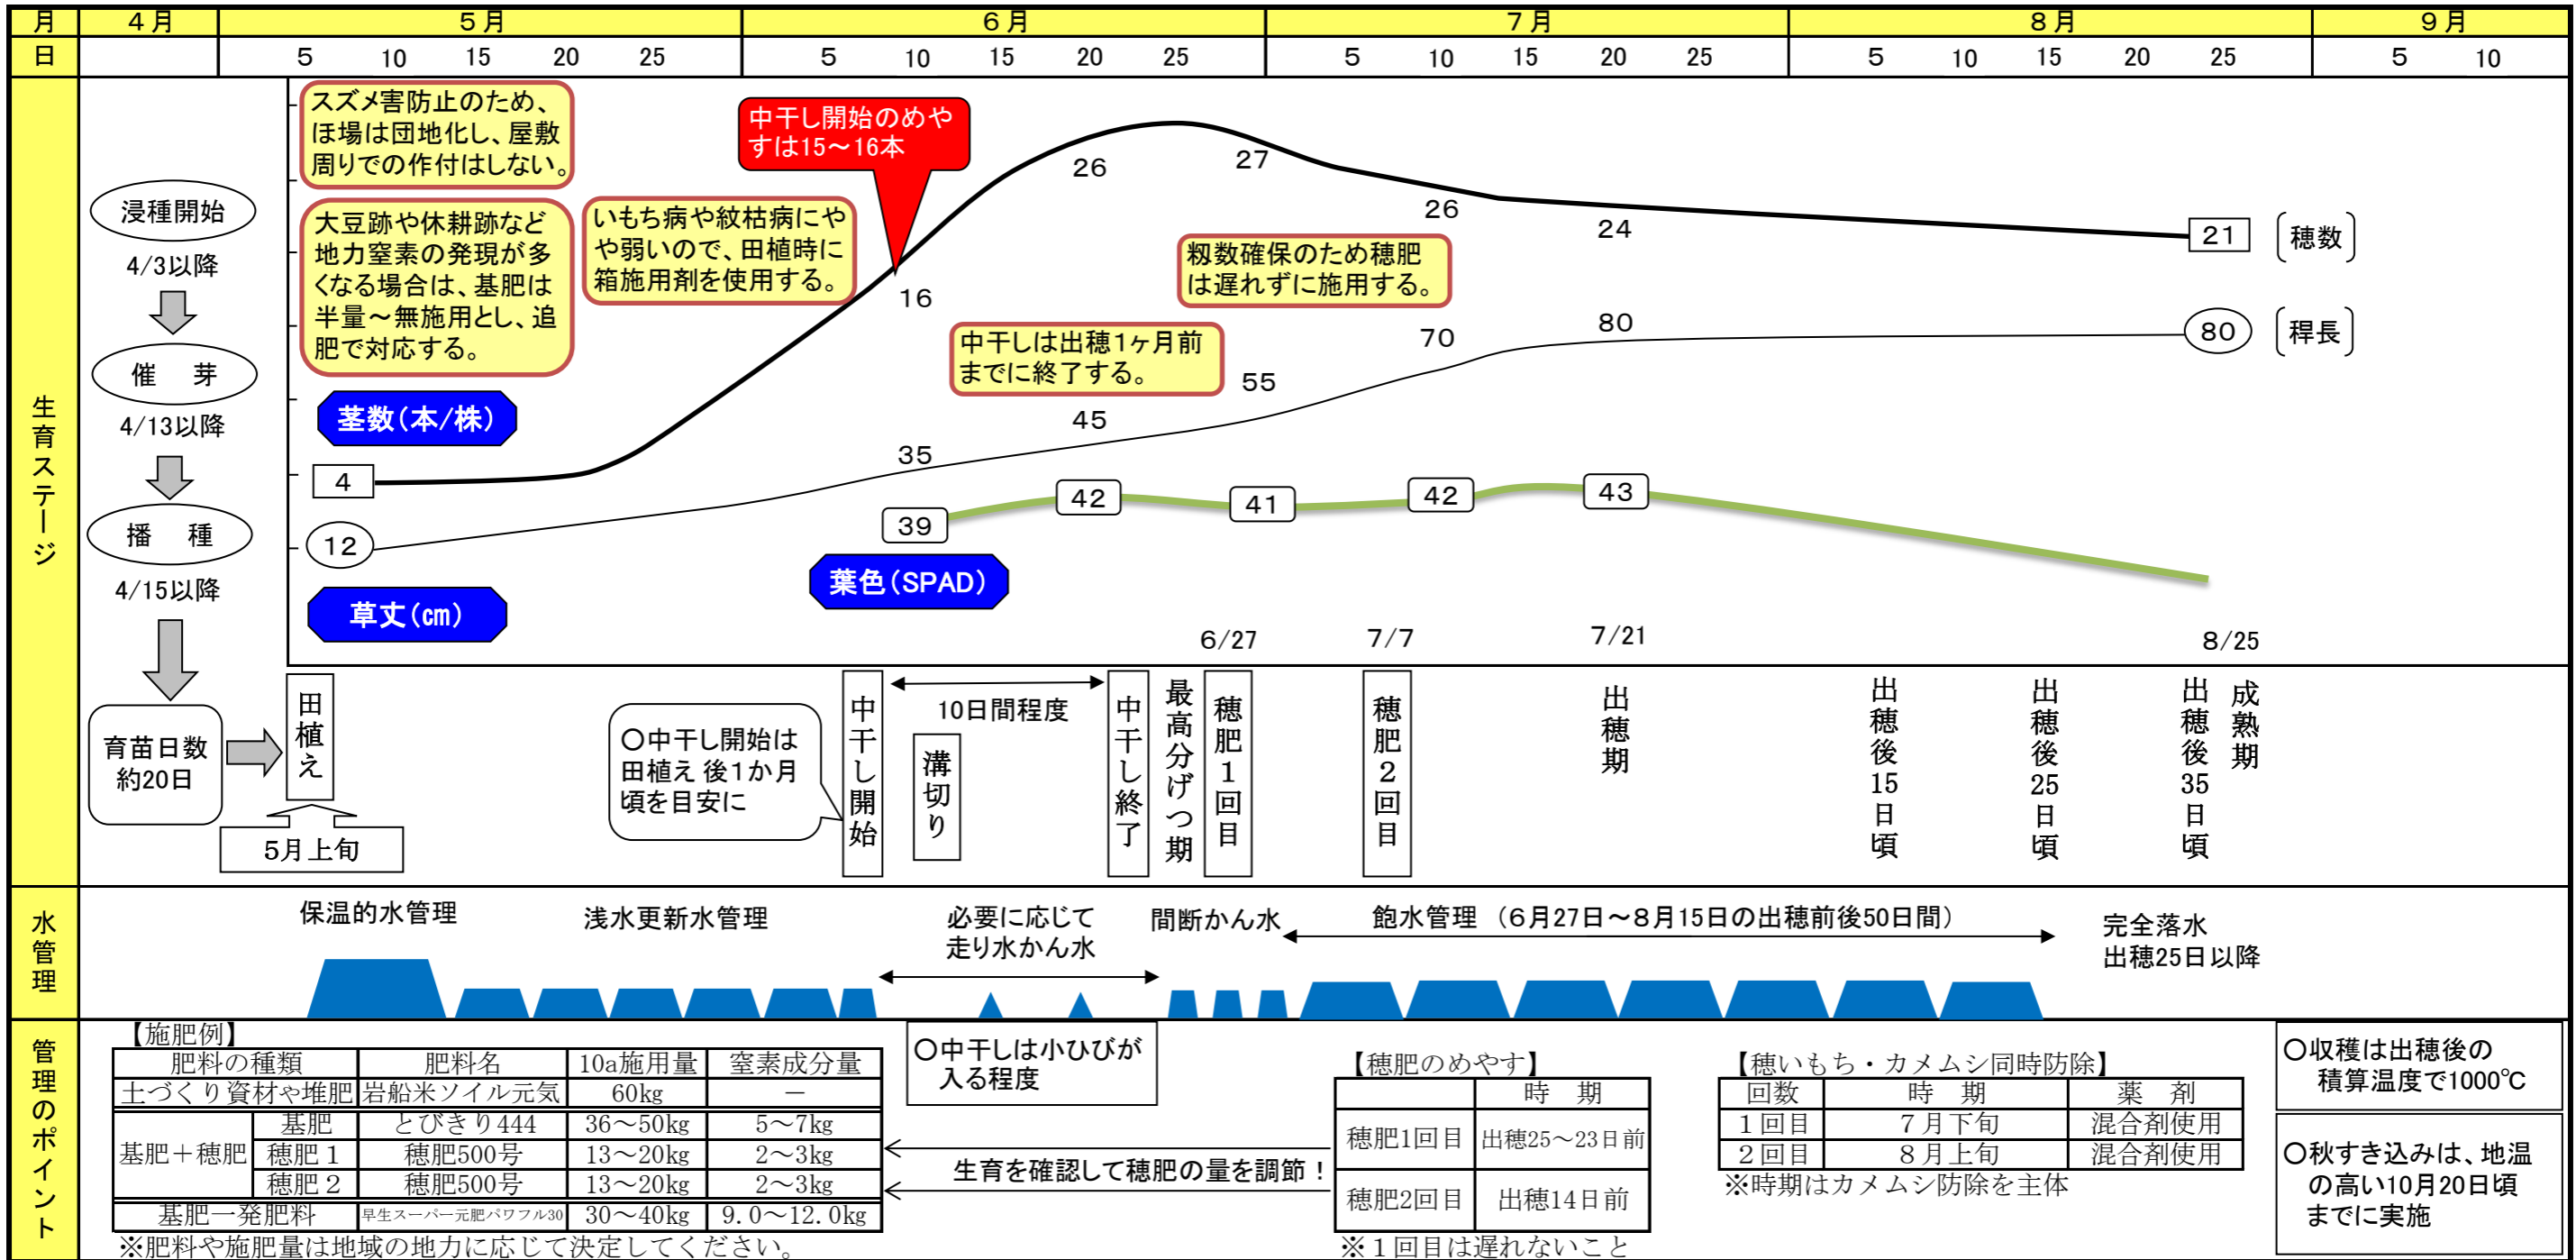 月 ４月 ５月 ６月 ７月 ８月 ９月
日 5 10 15 20 25 5 10 15 20 25 5 10 15 20 25 5 10 15 20 25 5 10
生育ステージ
浸種開始
4/3以降
催　芽
4/13以降
播　種
4/15以降
育苗日数
約20日
スズメ害防止のため、
ほ場は団地化し、屋敷
周りでの作付はしない。
大豆跡や休耕跡など
地力窒素の発現が多
くなる場合は、基肥は
半量～無施用とし、追
肥で対応する。
いもち病や紋枯病にや
や弱いので、田植時に
箱施用剤を使用する。
中干し開始のめや
すは15～16本
中干しは出穂1ヶ月前
までに終了する。
籾数確保のため穂肥
は遅れずに施用する。
茎数（本/株）
4 16 26 27 26 24 21 〔穂数〕
草丈（㎝）
12 35 45 55 70 80 80 〔稈長〕
葉色（SPAD）
39 42 41 42 43
6/27 7/7 7/21 8/25
田植え
5月上旬
〇中干し開始は
田植え 後１か月
頃を目安に
中干し開始
10日間程度
溝切り
中干し終了
最高分げつ期
穂肥１回目
穂肥２回目
出穂期
出穂後15日頃
出穂後25日頃
出穂後35日頃
成熟期
水管理
保温的水管理
浅水更新水管理
必要に応じて
走り水かん水
間断かん水
飽水管理 （６月27日～８月15日の出穂前後50日間）
完全落水
出穂25日以降
管理のポイント
【施肥例】
肥料の種類 肥料名 10a施用量 窒素成分量
土づくり資材や堆肥 岩船米ソイル元気 60kg －
基肥＋穂肥 基肥 とびきり444 36～50kg 5～7kg
穂肥１ 穂肥500号 13～20kg 2～3kg
穂肥２ 穂肥500号 13～20kg 2～3kg
基肥一発肥料 早生スーパー元肥パワフル30 30～40kg 9.0～12.0kg
※肥料や施肥量は地域の地力に応じて決定してください。
〇中干しは小ひびが
入る程度
生育を確認して穂肥の量を調節！
【穂肥のめやす】
時　期
穂肥1回目 出穂25～23日前
穂肥2回目 出穂14日前
※１回目は遅れないこと
【穂いもち・カメムシ同時防除】
回数 時　期 薬　剤
１回目 ７月下旬 混合剤使用
２回目 ８月上旬 混合剤使用
※時期はカメムシ防除を主体
〇収穫は出穂後の
積算温度で1000℃
〇秋すき込みは、地温
の高い10月20日頃
までに実施